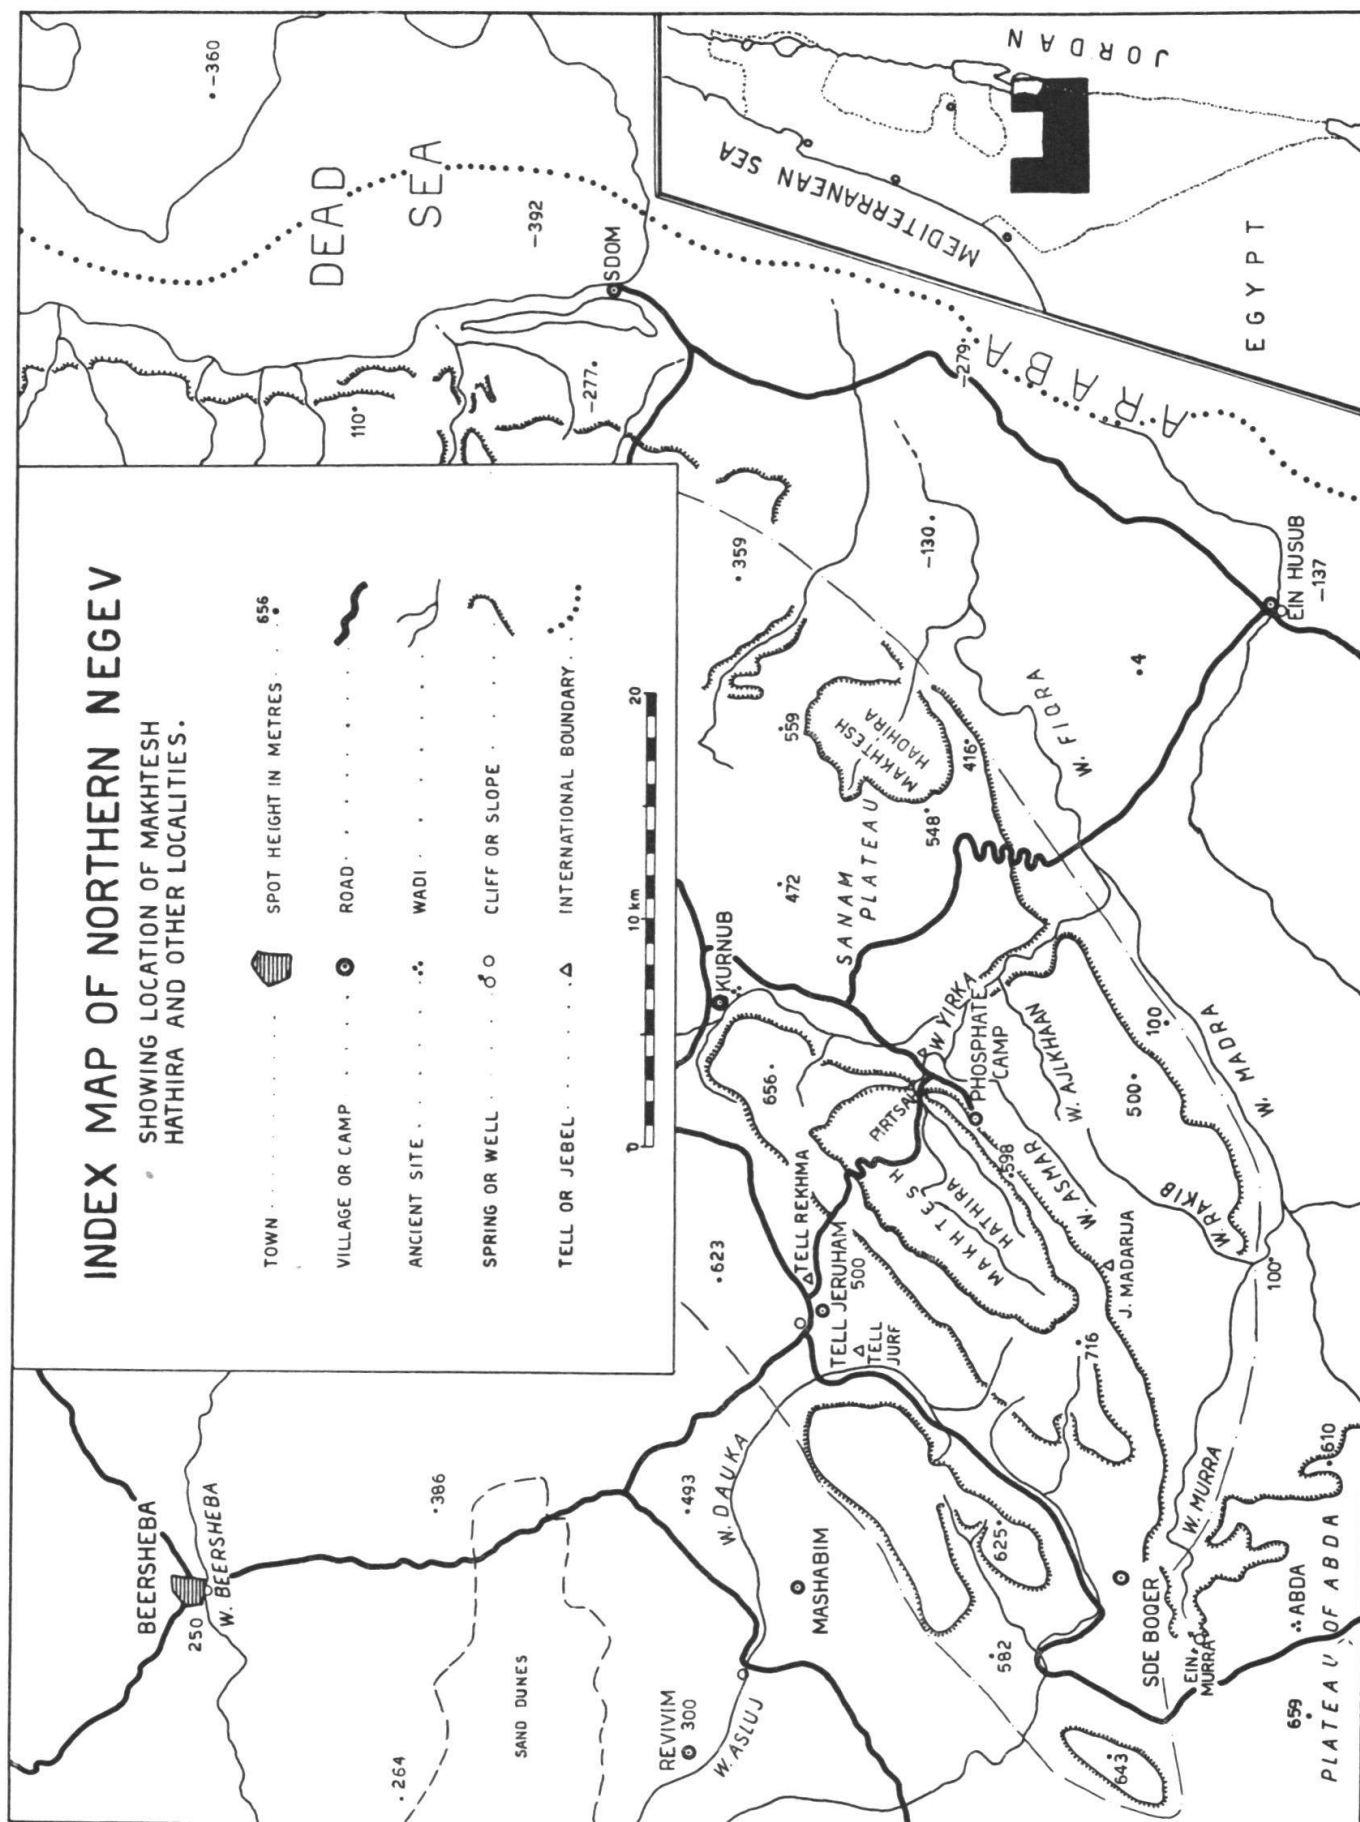 INDEX MAP OF NORTHERN NEGEV
SHOWING LOCATION OF MAKHTESH
HATHIRA AND OTHER LOCALITIES.
TOWN
SPOT HEIGHT IN METRES
656
VILLAGE OR CAMP
ROAD
ANCIENT SITE
WADI
SPRING OR WELL
CLIFF OR SLOPE
TELL OR JEBEL
INTERNATIONAL BOUNDARY
0
10 km
20
BEERSHEBA
250
W. BEERSHEBA
386
264
SAND DUNES
REVIVIM
300
W. ASLUJ
493
W. DAUKA
MASHABIM
623
TELL REKHMA
TELL JERUHAM
500
TELL
JURF
582
625
643
SDE BOQER
EIN
MURRA
W. MURRA
ABDA
659
PLATEAU OF ABDA
610
716
J. MADARIJA
100
W. RAKIB
W. ASMAR
598
MAKHTESH
HATHIRA
PIRTSAH
PHOSPHATE
CAMP
W YIRKA
W. AJLKHAAN
500
100
W. MADRA
656
KURNUB
472
SANAM
PLATEAU
548
559
MAKHTESH
HADHIRA
416
W. FIQRA
4
359
-130
EIN HUSUB
-137
-279
ARABA
110
-277
SDOM
-392
-360
DEAD
SEA
MEDITERRANEAN SEA
JORDAN
EGYPT